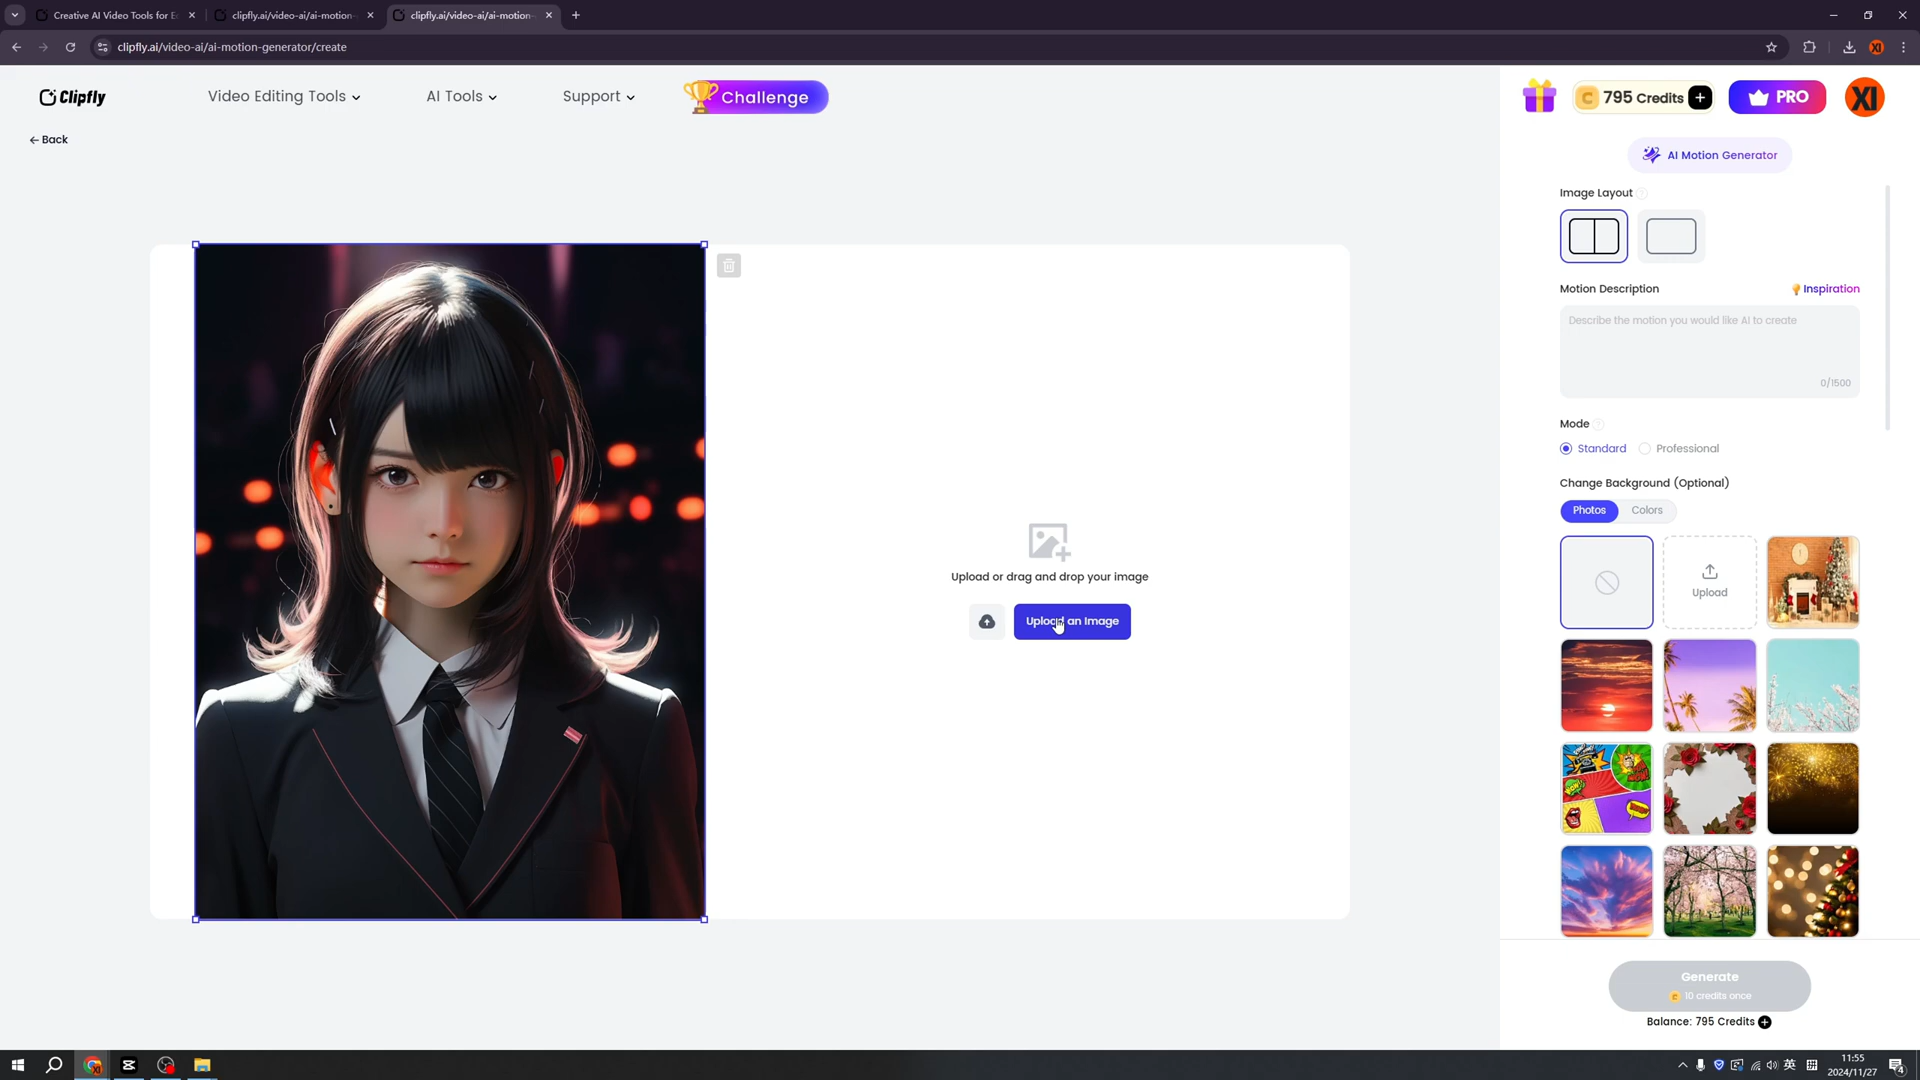 Creative AI Video Tools for E
clipfly.ai/video-ai/ai-motion-
clipfly.ai/video-ai/ai-motion-
clipfly.ai/video-ai/ai-motion-generator/create
XI
Clipfly
Video Editing Tools
AI Tools
Support
Challenge
795 Credits
PRO
XI
Back
AI Motion Generator
Image Layout
Motion Description
Inspiration
Describe the motion you would like AI to create
0/1500
Mode
Standard
Professional
Change Background (Optional)
Photos
Colors
Upload
Upload or drag and drop your image
Upload an Image
Generate
10 credits once
Balance: 795 Credits
英
11:55
2024/11/27
4